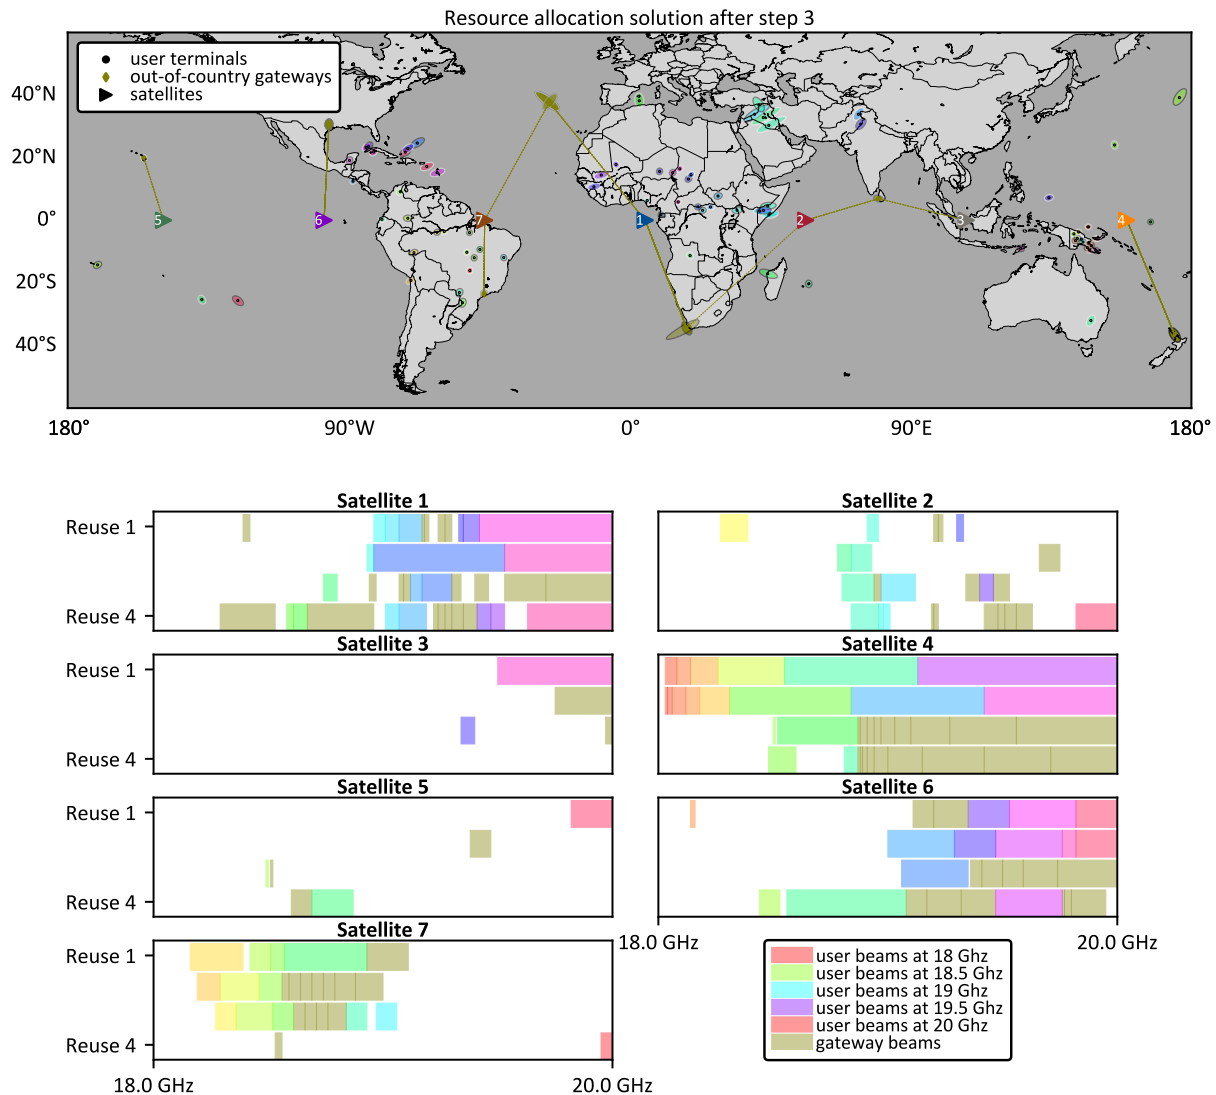 Resource allocation solution after step 3
user terminals
out-of-country gateways
satellites
40°N
20°N
0°
20°S
40°S
5
6
7
1
2
3
4
180°
90°W
0°
90°E
180°
Satellite 1
Satellite 2
Reuse 1
Reuse 4
Satellite 3
Satellite 4
Reuse 1
Reuse 4
Satellite 5
Satellite 6
Reuse 1
Reuse 4
18.0 GHz
20.0 GHz
Satellite 7
Reuse 1
Reuse 4
18.0 GHz
20.0 GHz
user beams at 18 Ghz
user beams at 18.5 Ghz
user beams at 19 Ghz
user beams at 19.5 Ghz
user beams at 20 Ghz
gateway beams